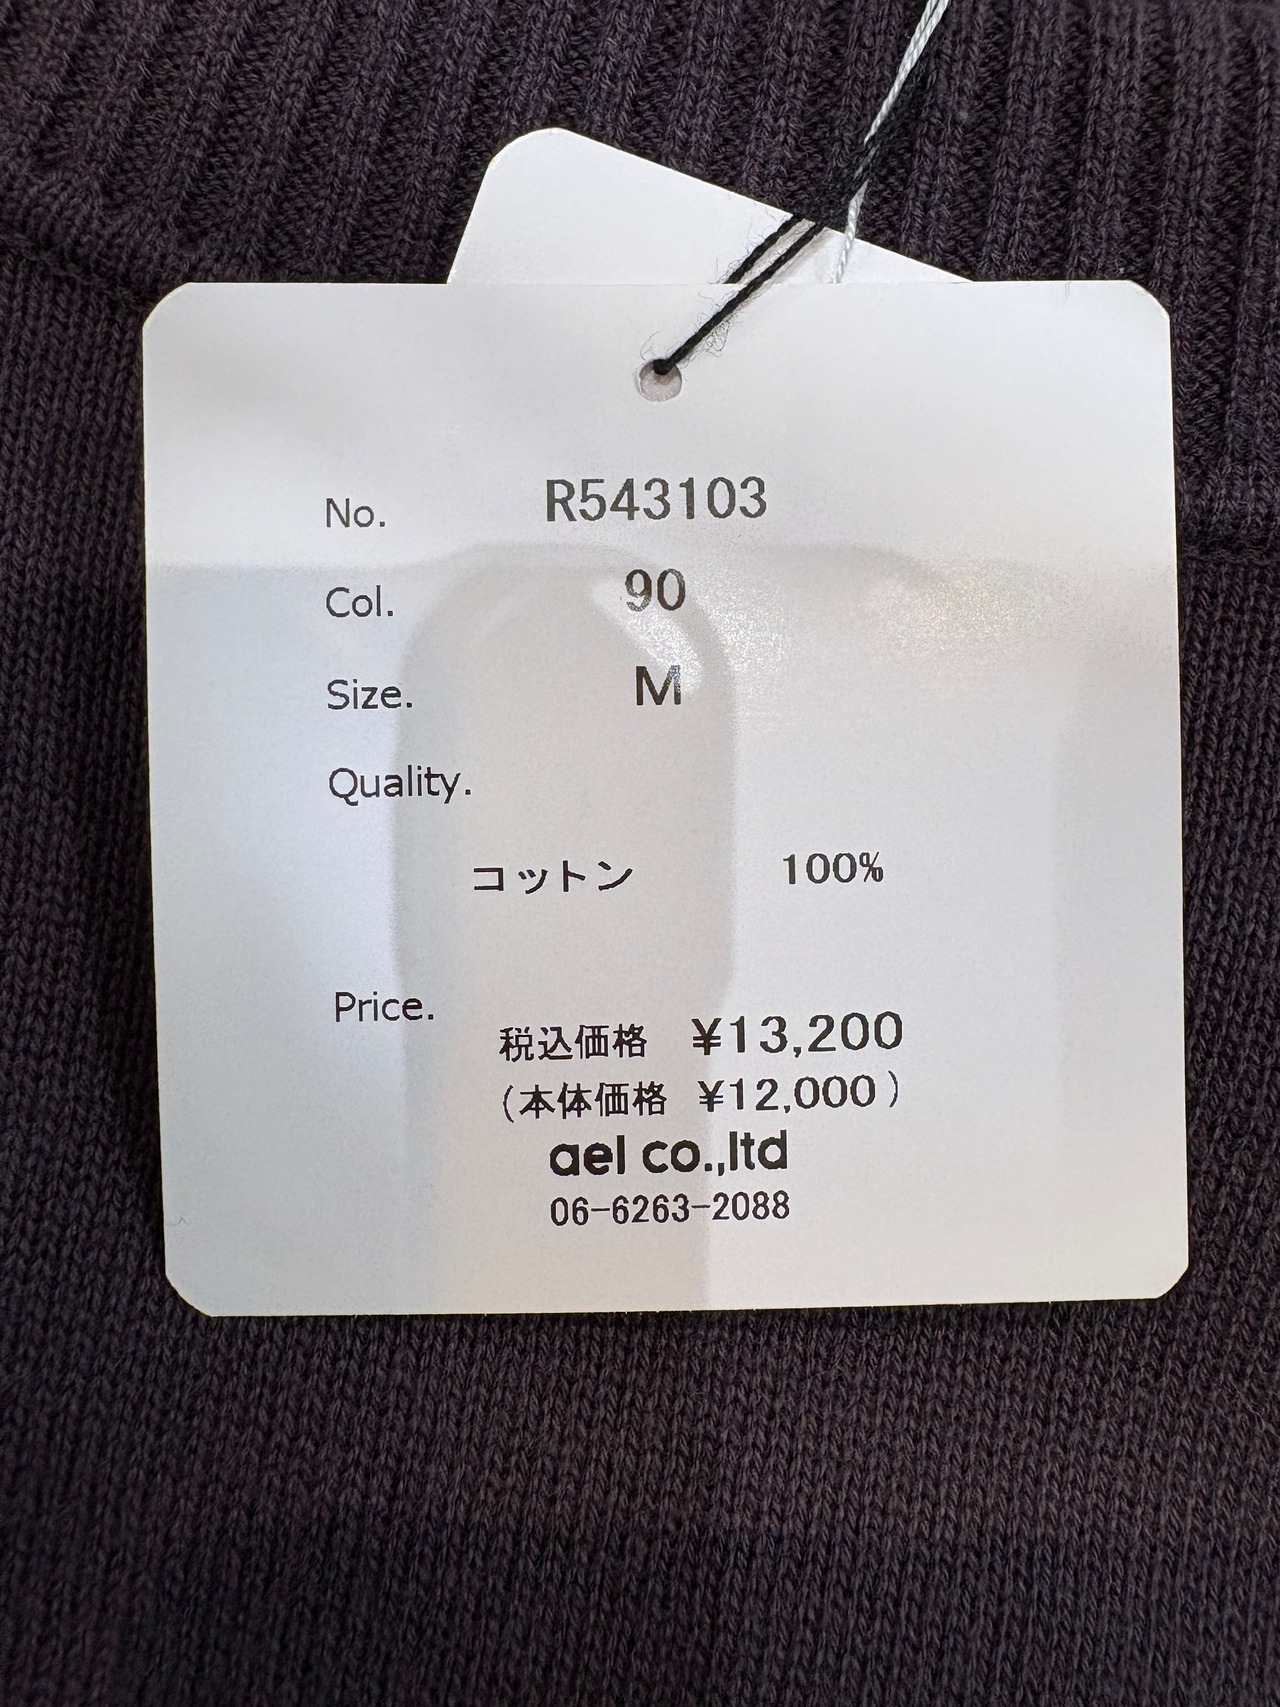 No. R543103
Col. 90
Size. M
Quality.
コットン 100%
Price.
税込価格 ¥13,200
(本体価格 ¥12,000)
ael co.,ltd
06-6263-2088